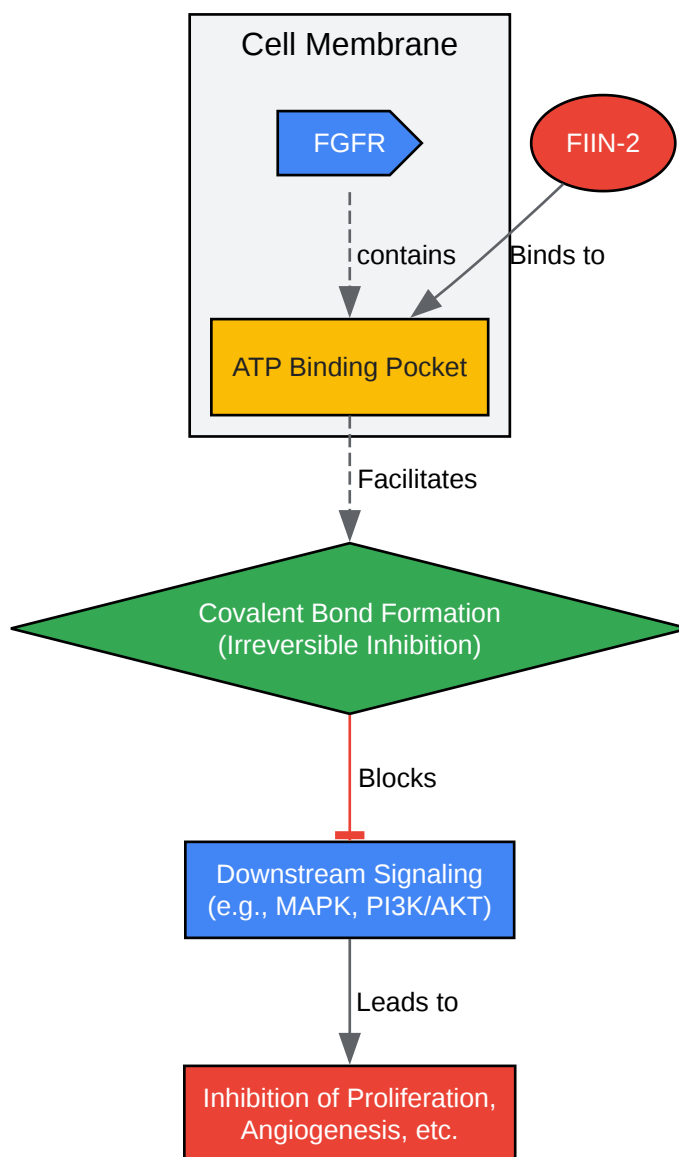 Cell Membrane
FGFR
FIIN-2
contains
Binds to
ATP Binding Pocket
Facilitates
Covalent Bond Formation
(Irreversible Inhibition)
Blocks
Downstream Signaling
(e.g., MAPK, PI3K/AKT)
Leads to
Inhibition of Proliferation,
Angiogenesis, etc.